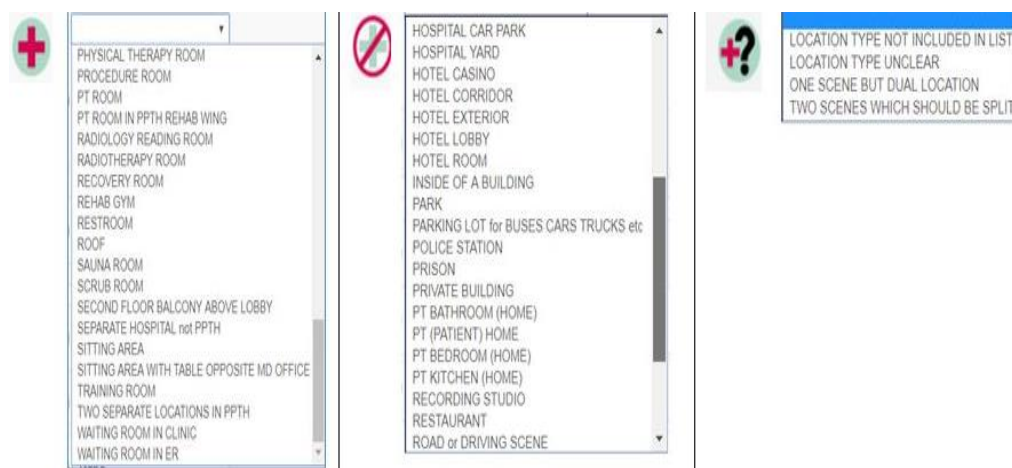 PHYSICAL THERAPY ROOM
PROCEDURE ROOM
PT ROOM
PT ROOM IN PPTH REHAB WING
RADIOLOGY READING ROOM
RADIOTHERAPY ROOM
RECOVERY ROOM
REHAB GYM
RESTROOM
ROOF
SAUNA ROOM
SCRUB ROOM
SECOND FLOOR BALCONY ABOVE LOBBY
SEPARATE HOSPITAL not PPTH
SITTING AREA
SITTING AREA WITH TABLE OPPOSITE MD OFFICE
TRAINING ROOM
TWO SEPARATE LOCATIONS IN PPTH
WAITING ROOM IN CLINIC
WAITING ROOM IN ER
HOSPITAL CAR PARK
HOSPITAL YARD
HOTEL CASINO
HOTEL CORRIDOR
HOTEL EXTERIOR
HOTEL LOBBY
HOTEL ROOM
INSIDE OF A BUILDING
PARK
PARKING LOT for BUSES CARS TRUCKS etc
POLICE STATION
PRISON
PRIVATE BUILDING
PT BATHROOM (HOME)
PT (PATIENT) HOME
PT BEDROOM (HOME)
PT KITCHEN (HOME)
RECORDING STUDIO
RESTAURANT
ROAD or DRIVING SCENE
?
LOCATION TYPE NOT INCLUDED IN LIST
LOCATION TYPE UNCLEAR
ONE SCENE BUT DUAL LOCATION
TWO SCENES WHICH SHOULD BE SPLIT